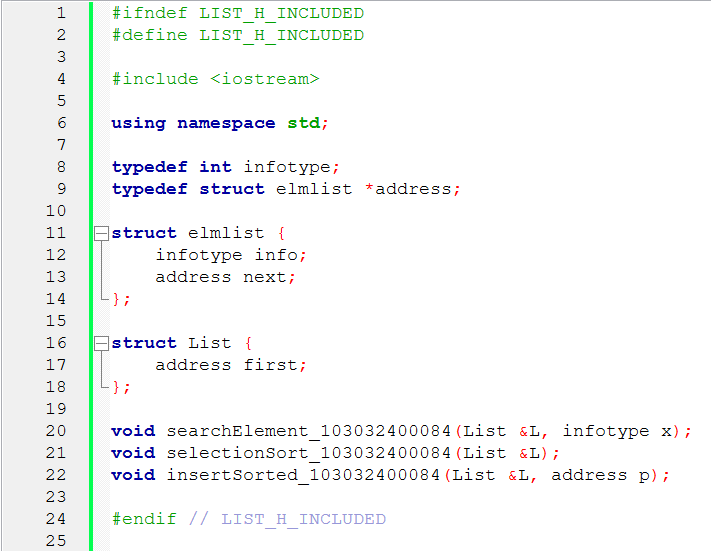 1 #ifndef LIST_H_INCLUDED
2 #define LIST_H_INCLUDED
3
4 #include <iostream>
5
6 using namespace std;
7
8 typedef int infotype;
9 typedef struct elmlist *address;
10
11 struct elmlist {
12     infotype info;
13     address next;
14 };
15
16 struct List {
17     address first;
18 };
19
20 void searchElement_103032400084(List &L, infotype x);
21 void selectionSort_103032400084(List &L);
22 void insertSorted_103032400084(List &L, address p);
23
24 #endif // LIST_H_INCLUDED
25